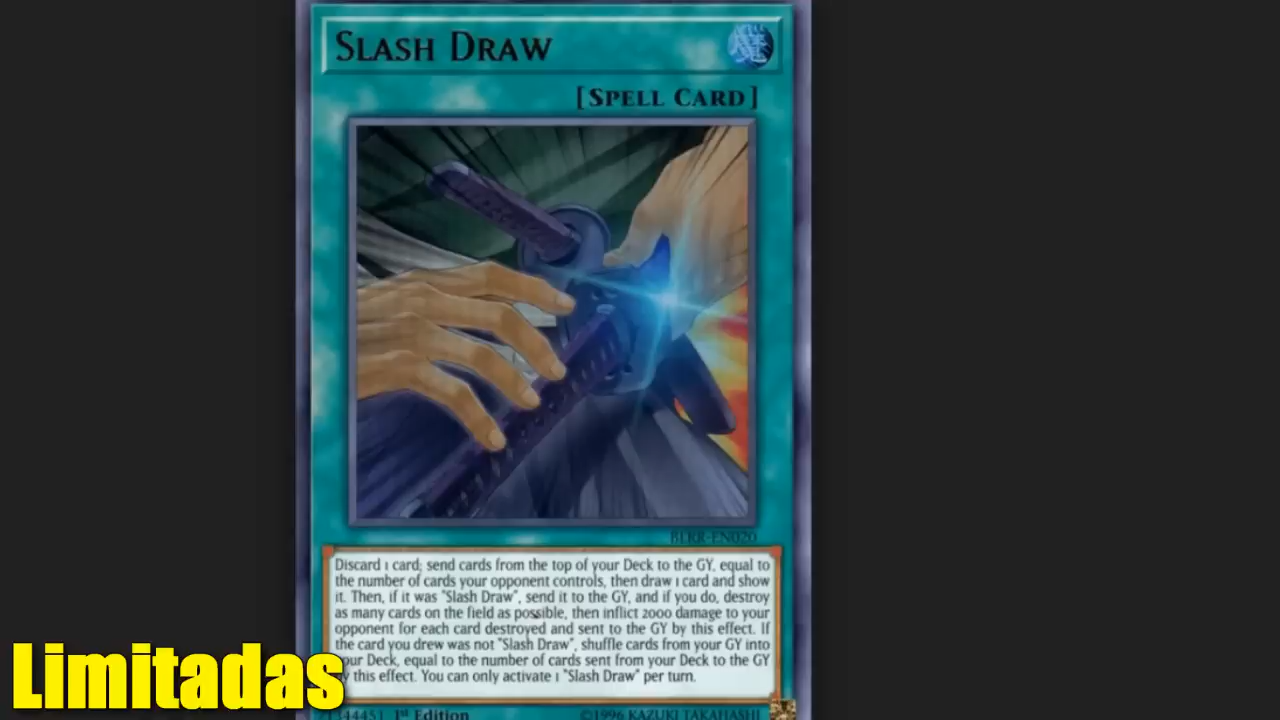 SLASH DRAW
[SPELL CARD]
BLRR-EN020
Discard 1 card; send cards from the top of your Deck to the GY, equal to
the number of cards your opponent controls, then draw 1 card and show
it. Then, if it was "Slash Draw", send it to the GY, and if you do, destroy
as many cards on the field as possible, then inflict 2000 damage to your
opponent for each card destroyed and sent to the GY by this effect. If
the card you drew was not "Slash Draw", shuffle cards from your GY into
your Deck, equal to the number of cards sent from your Deck to the GY
by this effect. You can only activate 1 "Slash Draw" per turn.
1st Edition
©1996 KAZUKI TAKAHASHI
Limitadas